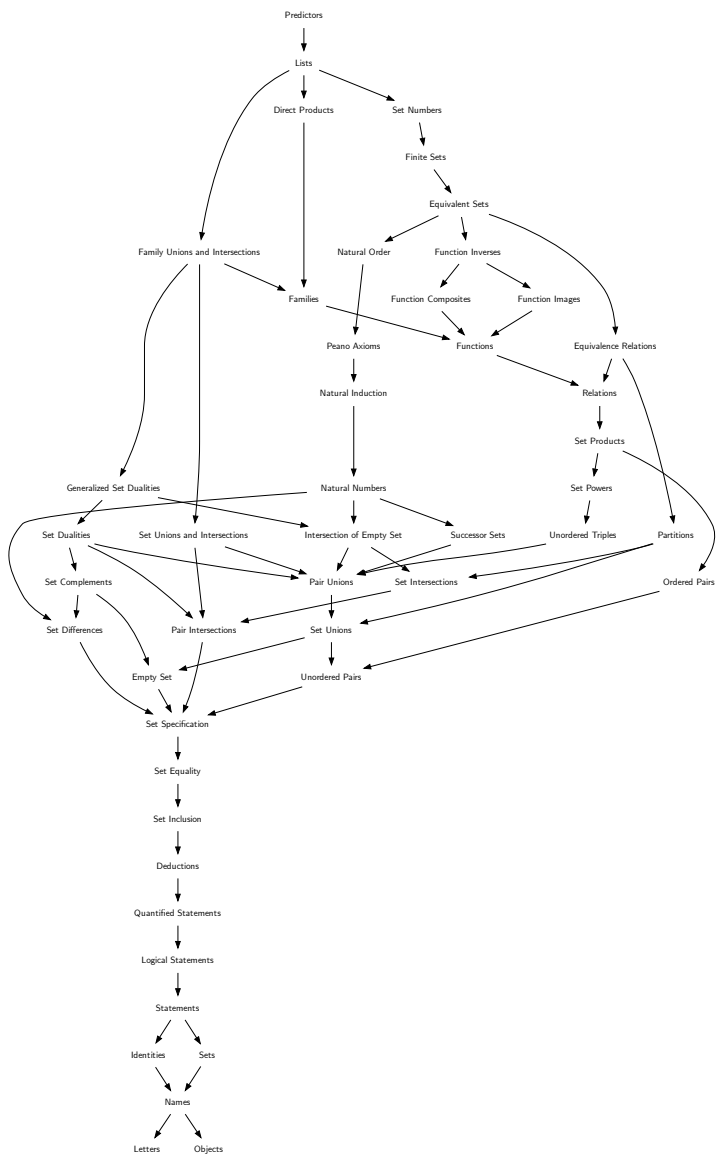 Predictors
Lists
Direct Products
Set Numbers
Finite Sets
Equivalent Sets
Family Unions and Intersections
Natural Order
Function Inverses
Families
Function Composites
Function Images
Peano Axioms
Functions
Equivalence Relations
Natural Induction
Relations
Set Products
Generalized Set Dualities
Natural Numbers
Set Powers
Set Dualities
Set Unions and Intersections
Intersection of Empty Set
Successor Sets
Unordered Triples
Partitions
Set Complements
Pair Unions
Set Intersections
Ordered Pairs
Set Differences
Pair Intersections
Set Unions
Empty Set
Unordered Pairs
Set Specification
Set Equality
Set Inclusion
Deductions
Quantified Statements
Logical Statements
Statements
Identities
Sets
Names
Letters
Objects